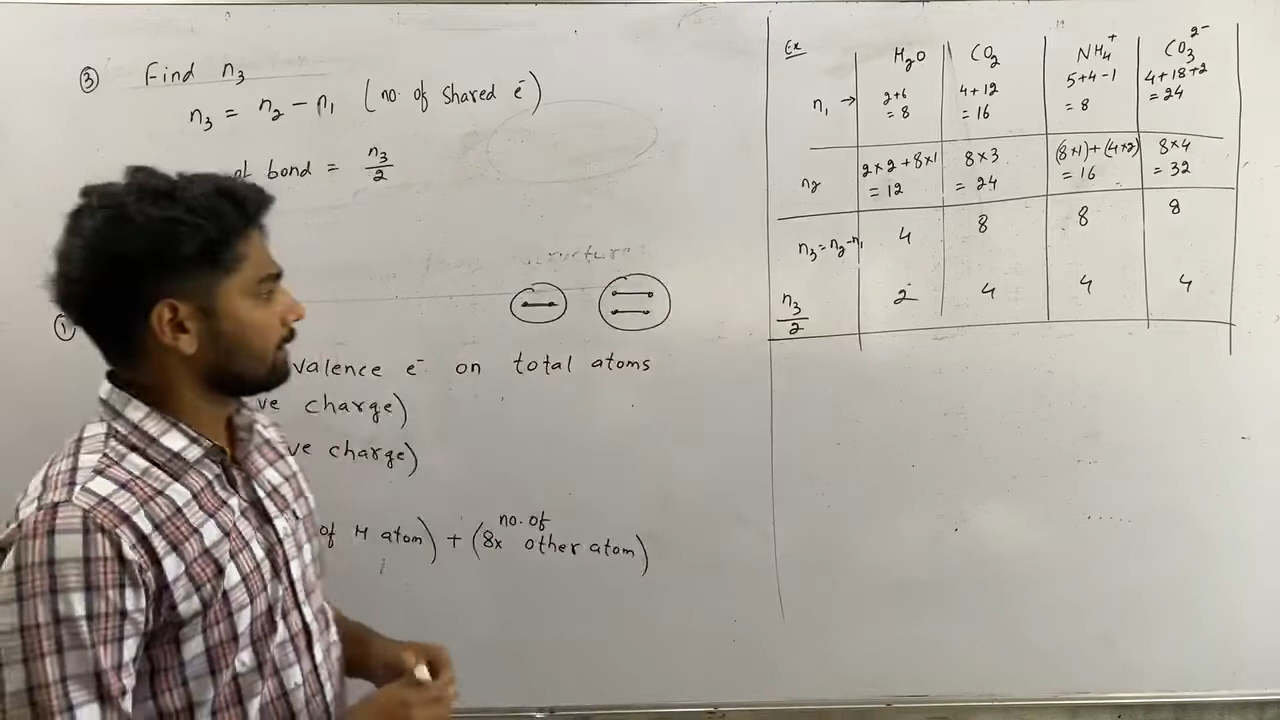 ③ Find n₃
n₃ = n₂ − n₁ (no. of shared e⁻)
of bond = n₃/2
①
valence e⁻ on total atoms
ve charge)
ve charge)
of H atom) + (8x no. of other atom)
Ex H₂O CO₂ NH₄⁺ CO₃²⁻
n₁ → 2+6 = 8 4+12 = 16 5+4−1 = 8 4+18+2 = 24
n₂ 2×2+8×1 = 12 8×3 = 24 (8×1)+(4×2) = 16 8×4 = 32
n₃=n₂−n₁ 4 8 8 8
n₃/2 2 4 4 4